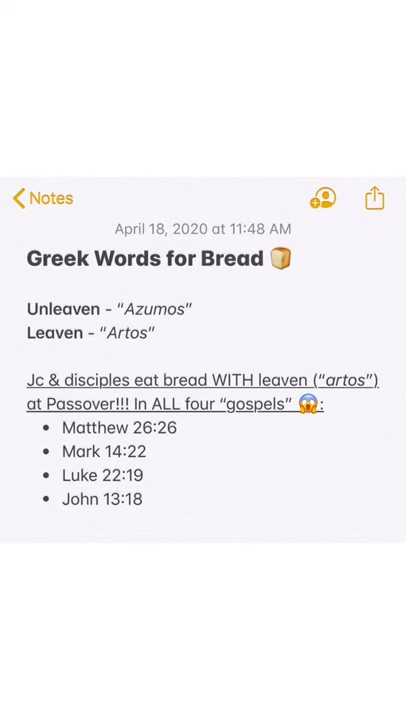 Notes
April 18, 2020 at 11:48 AM
Greek Words for Bread 🍞
Unleaven - “Azumos”
Leaven - “Artos”
Jc & disciples eat bread WITH leaven (“artos”)
at Passover!!! In ALL four “gospels” 😱:
• Matthew 26:26
• Mark 14:22
• Luke 22:19
• John 13:18